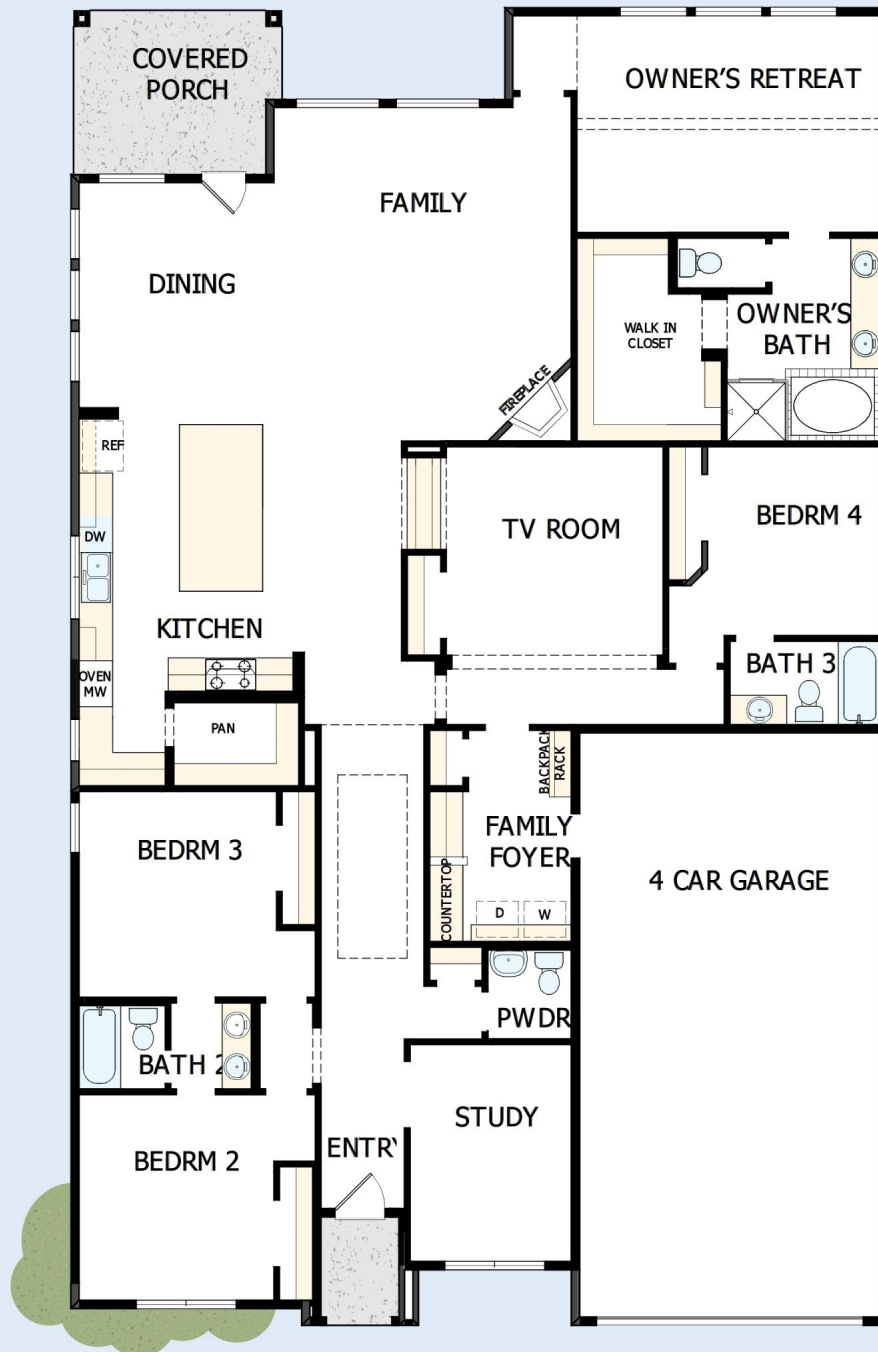 COVERED
PORCH
OWNER'S RETREAT
FAMILY
DINING
WALK IN
CLOSET
OWNER'S
BATH
FIREPLACE
REF
TV ROOM
BEDRM 4
DW
KITCHEN
BATH 3
OVEN
MW
PAN
BACKPACK
RACK
FAMILY
FOYER
BEDRM 3
4 CAR GARAGE
COUNTERTOP
D
W
PWDR
BATH 2
STUDY
ENTRY
BEDRM 2